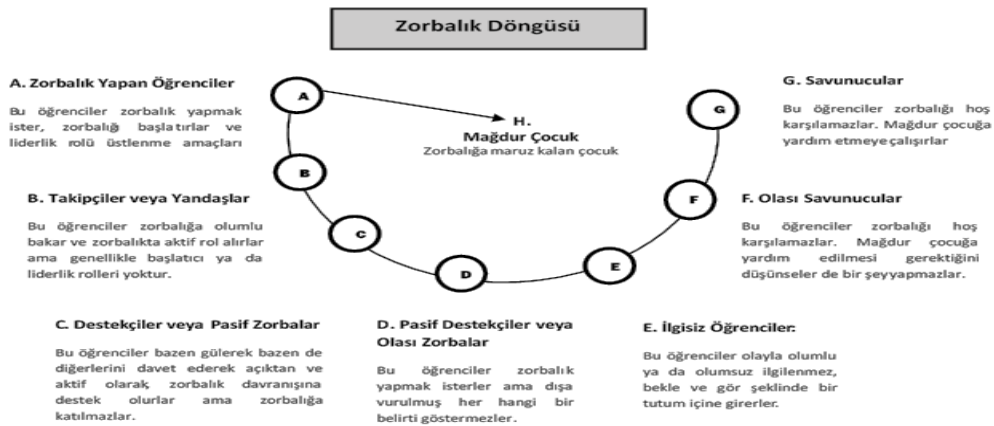 Zorbalık Döngüsü
A. Zorbalık Yapan Öğrenciler
Bu öğrenciler zorbalık yapmak
ister, zorbalığı başlatırlar ve
liderlik rolü üstlenme amaçları
B. Takipçiler veya Yandaşlar
Bu öğrenciler zorbalığa olumlu
bakar ve zorbalıkta aktif rol alırlar
ama genellikle başlatıcı ya da
liderlik rolleri yoktur.
C. Destekçiler veya Pasif Zorbalar
Bu öğrenciler bazen gülerek bazen de
diğerlerini davet ederek açıktan ve
aktif olarak, zorbalık davranışına
destek olurlar ama zorbalığa
katılmazlar.
D. Pasif Destekçiler veya
Olası Zorbalar
Bu öğrenciler zorbalık
yapmak isterler ama dışa
vurulmuş her hangi bir
belirti göstermezler.
E. İlgisiz Öğrenciler:
Bu öğrenciler olayla olumlu
ya da olumsuz ilgilenmez,
bekle ve gör şeklinde bir
tutum içine girerler.
F. Olası Savunucular
Bu öğrenciler zorbalığı hoş
karşılamazlar. Mağdur çocuğa
yardım edilmesi gerektiğini
düşünseler de bir şey yapmazlar.
G. Savunucular
Bu öğrenciler zorbalığı hoş
karşılamazlar. Mağdur çocuğa
yardım etmeye çalışırlar
H.
Mağdur Çocuk
Zorbalığa maruz kalan çocuk
A
B
C
D
E
F
G